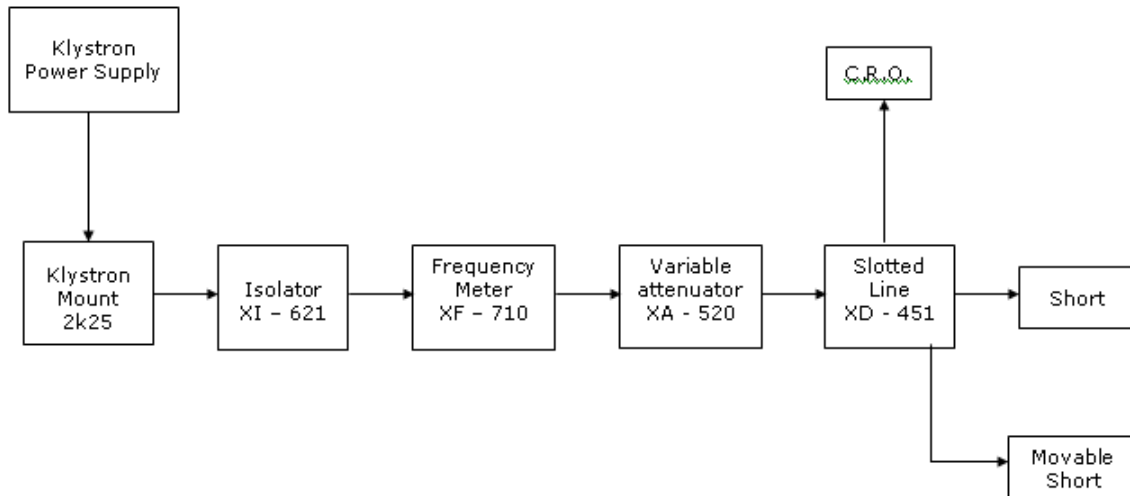 Klystron
Power Supply
C.R.O.
Klystron
Mount
2k25
Isolator
XI – 621
Frequency
Meter
XF – 710
Variable
attenuator
XA - 520
Slotted
Line
XD - 451
Short
Movable
Short